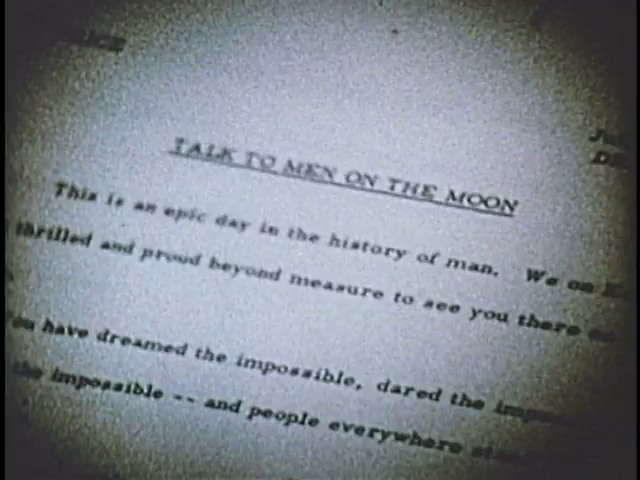 TALK TO MEN ON THE MOON
This is an epic day in the history of man. We on
thrilled and proud beyond measure to see you there
You have dreamed the impossible, dared the
the impossible -- and people everywhere